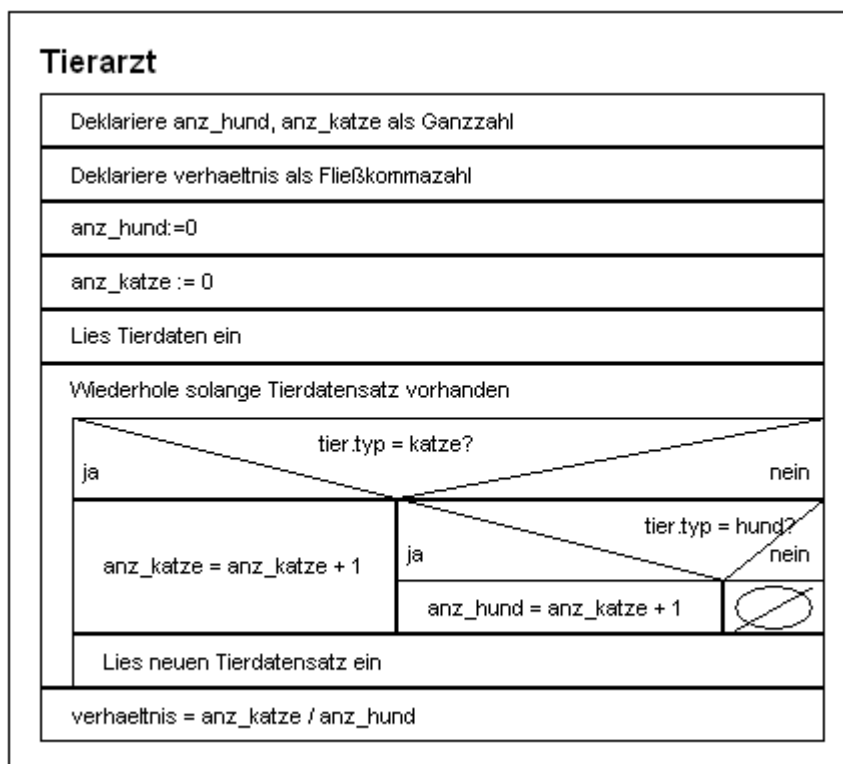 Tierarzt
Deklariere anz_hund, anz_katze als Ganzzahl
Deklariere verhaeltnis als Fließkommazahl
anz_hund:=0
anz_katze := 0
Lies Tierdaten ein
Wiederhole solange Tierdatensatz vorhanden
tier.typ = katze?
ja
nein
tier.typ = hund?
ja
nein
anz_katze = anz_katze + 1
anz_hund = anz_katze + 1
Lies neuen Tierdatensatz ein
verhaeltnis = anz_katze / anz_hund